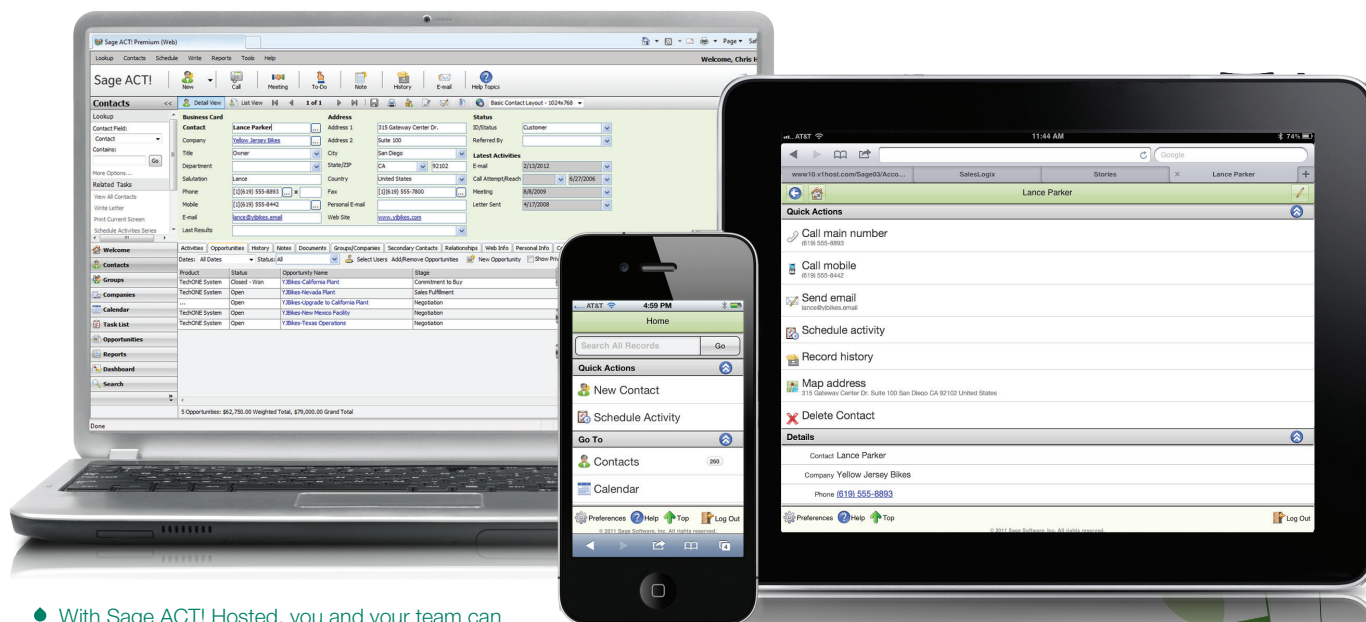 Sage ACT! Premium (Web)
Page
Lookup Contacts Schedule Write Reports Tools Help
Welcome, Chris H
Sage ACT!
New Call Meeting To-Do Note History E-mail Help Topics
Contacts <<
Detail View List View 1 of 1 Basic Contact Layout - 1024x768
Lookup
Contact Field:
Contact
Contains:
Go
More Options...
Related Tasks
View All Contacts
Write Letter
Print Current Screen
Schedule Activities Series
Welcome
Contacts
Groups
Companies
Calendar
Task List
Opportunities
Reports
Dashboard
Search
Done
Business Card Address Status
Contact Lance Parker Address 1 315 Gateway Center Dr. ID/Status Customer
Company Yellow Jersey Bikes Address 2 Suite 100 Referred By
Title Owner City San Diego Latest Activities
Department State/ZIP CA 92102 E-mail 2/13/2012
Salutation Lance Country United States Call Attempt/Reach 6/27/2006
Phone [1](619) 555-8893 x Fax [1](619) 555-7800 Meeting 8/8/2009
Mobile [1](619) 555-8442 Personal E-mail Letter Sent 4/17/2008
E-mail lance@yjbikes.email Web Site www.yjbikes.com
Last Results
Activities Opportunities History Notes Documents Groups/Companies Secondary Contacts Relationships Web Info Personal Info
Dates: All Dates Status: All Select Users Add/Remove Opportunities New Opportunity Show
Product Status Opportunity Name Stage
TechONE System Closed - Won YJBikes-California Plant Commitment to Buy
TechONE System Open YJBikes-Nevada Plant Sales Fulfillment
... Open YJBikes-Upgrade to California Plant Negotiation
TechONE System Open YJBikes-New Mexico Facility Negotiation
TechONE System Open YJBikes-Texas Operations Negotiation
5 Opportunities: $62,750.00 Weighted Total, $79,000.00 Grand Total
AT&T 4:59 PM
Home
Search All Records Go
Quick Actions
New Contact
Schedule Activity
Go To
Contacts 260
Calendar
Preferences Help Top Log Out
© 2011 Sage Software, Inc. All rights reserved.
4
AT&T 11:44 AM 74%
Google
www10.v1host.com/Sage03/Acco... SalesLogix Stories × Lance Parker +
Lance Parker
Quick Actions
Call main number
(619) 555-8893
Call mobile
(619) 555-8442
Send email
lance@yjbikes.email
Schedule activity
Record history
Map address
315 Gateway Center Dr. Suite 100 San Diego CA 92102 United States
Delete Contact
Details
Contact Lance Parker
Company Yellow Jersey Bikes
Phone (619) 555-8893
Preferences Help Top Log Out
© 2011 Sage Software, Inc. All rights reserved.
With Sage ACT! Hosted, you and your team can